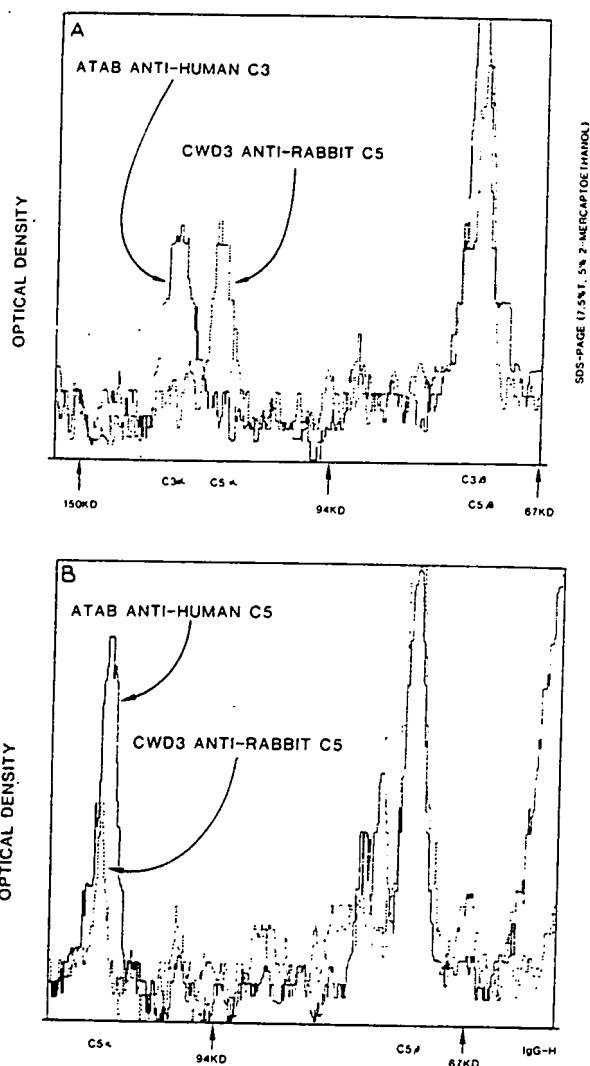 A
ATAB ANTI-HUMAN C3
CWD3 ANTI-RABBIT C5
OPTICAL DENSITY
SDS-PAGE (7.5%T, 5% 2-MERCAPTOETHANOL)
C3α C5α C3β
150KD 94KD C5β 67KD
B
ATAB ANTI-HUMAN C5
CWD3 ANTI-RABBIT C5
OPTICAL DENSITY
C5α 94KD C5β 67KD IgG-H